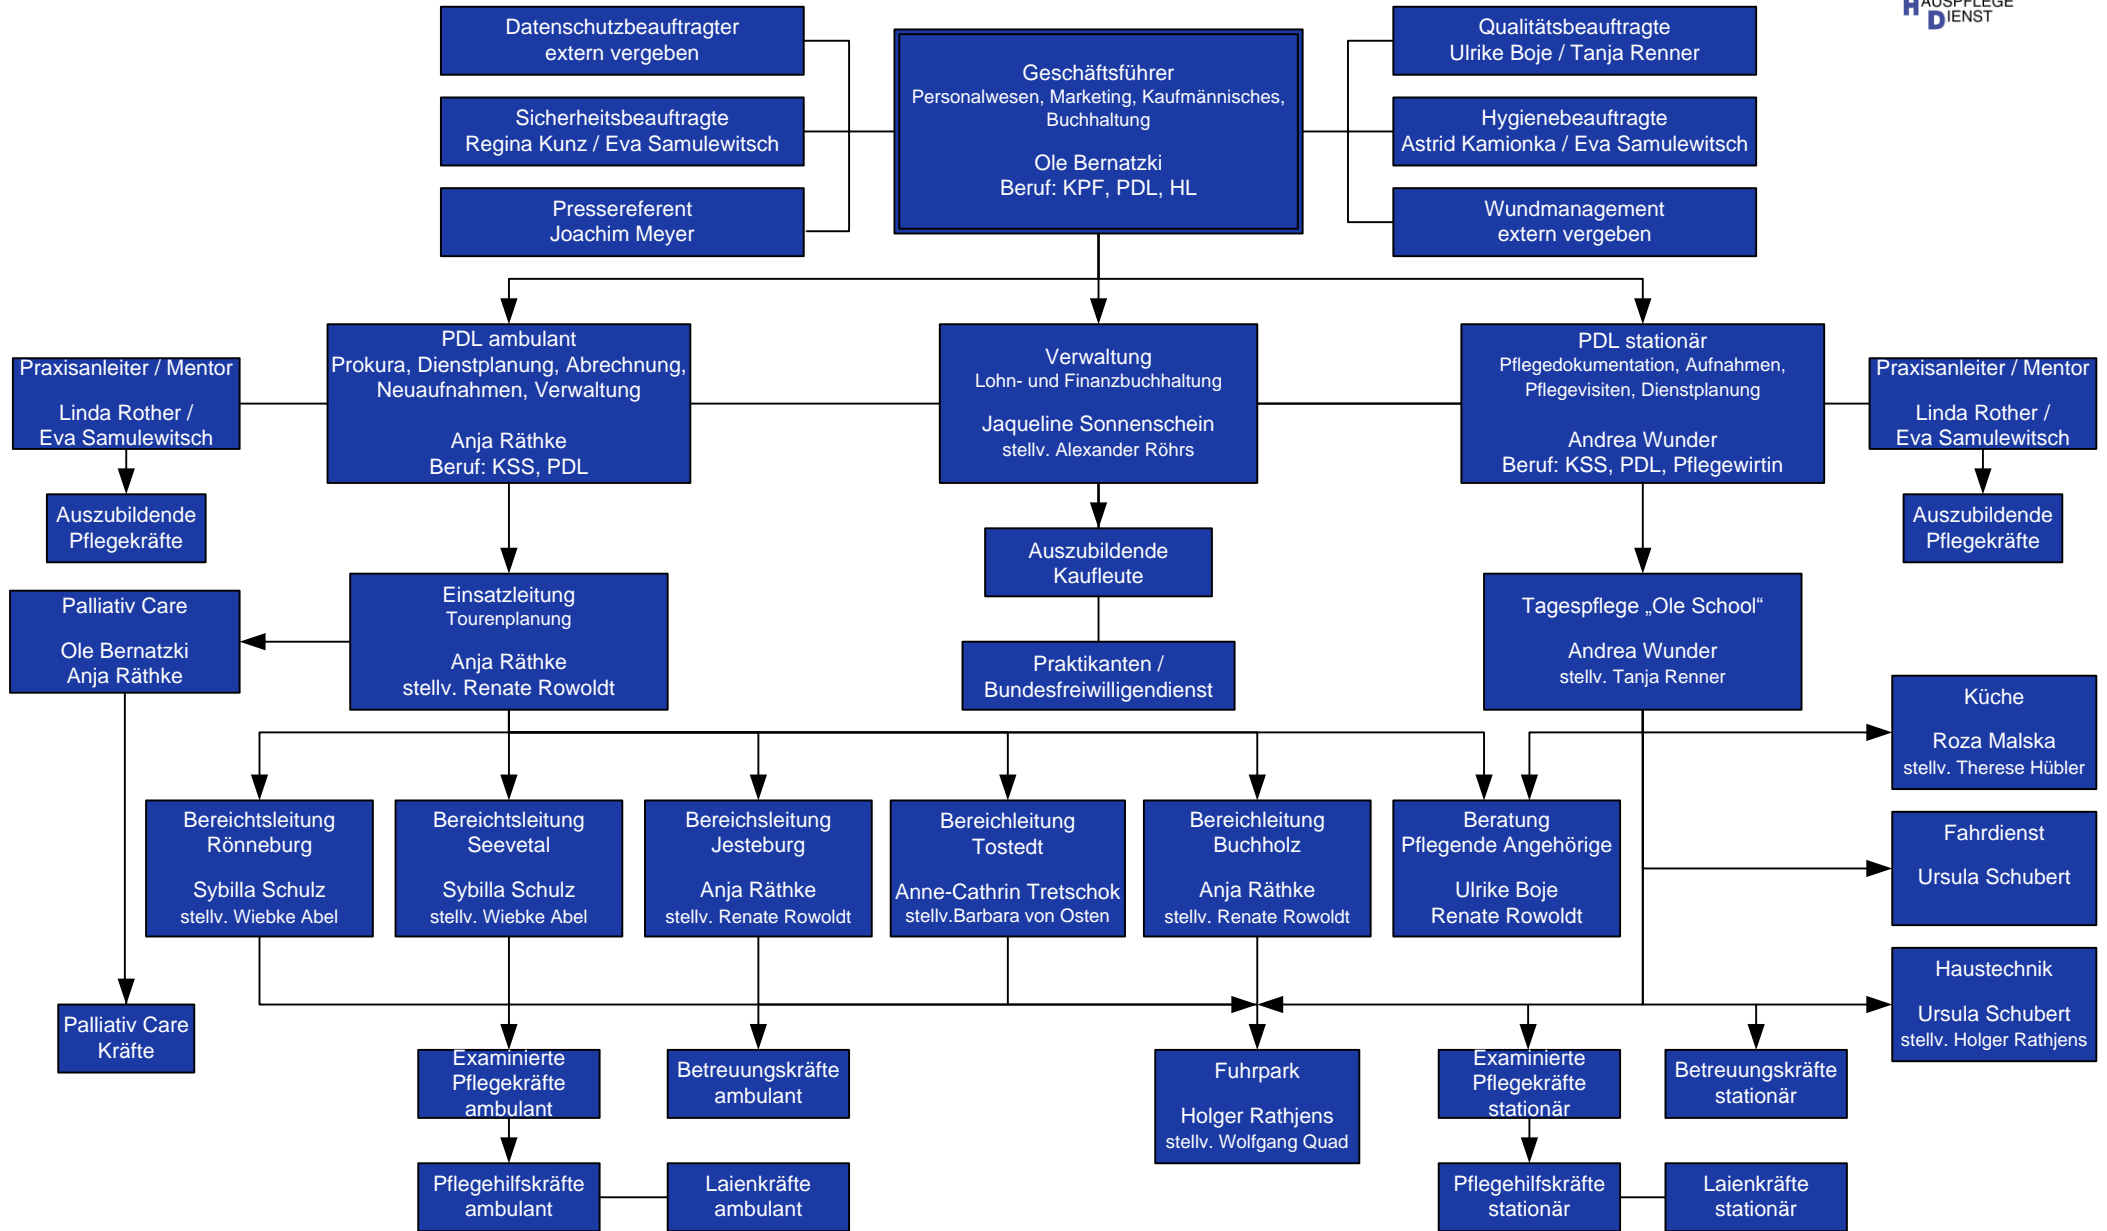 HAUSPFLEGE
DIENST
Datenschutzbeauftragter
extern vergeben
Sicherheitsbeauftragte
Regina Kunz / Eva Samulewitsch
Pressereferent
Joachim Meyer
Geschäftsführer
Personalwesen, Marketing, Kaufmännisches,
Buchhaltung
Ole Bernatzki
Beruf: KPF, PDL, HL
Qualitätsbeauftragte
Ulrike Boje / Tanja Renner
Hygienebeauftragte
Astrid Kamionka / Eva Samulewitsch
Wundmanagement
extern vergeben
Praxisanleiter / Mentor
Linda Rother /
Eva Samulewitsch
Auszubildende
Pflegekräfte
PDL ambulant
Prokura, Dienstplanung, Abrechnung,
Neuaufnahmen, Verwaltung
Anja Räthke
Beruf: KSS, PDL
Verwaltung
Lohn- und Finanzbuchhaltung
Jaqueline Sonnenschein
stellv. Alexander Röhrs
PDL stationär
Pflegedokumentation, Aufnahmen,
Pflegevisiten, Dienstplanung
Andrea Wunder
Beruf: KSS, PDL, Pflegewirtin
Praxisanleiter / Mentor
Linda Rother /
Eva Samulewitsch
Auszubildende
Pflegekräfte
Palliativ Care
Ole Bernatzki
Anja Räthke
Einsatzleitung
Tourenplanung
Anja Räthke
stellv. Renate Rowoldt
Auszubildende
Kaufleute
Praktikanten /
Bundesfreiwilligendienst
Tagespflege „Ole School“
Andrea Wunder
stellv. Tanja Renner
Küche
Roza Malska
stellv. Therese Hübler
Bereichtsleitung
Rönneburg
Sybilla Schulz
stellv. Wiebke Abel
Bereichtsleitung
Seevetal
Sybilla Schulz
stellv. Wiebke Abel
Bereichsleitung
Jesteburg
Anja Räthke
stellv. Renate Rowoldt
Bereichleitung
Tostedt
Anne-Cathrin Tretschok
stellv.Barbara von Osten
Bereichleitung
Buchholz
Anja Räthke
stellv. Renate Rowoldt
Beratung
Pflegende Angehörige
Ulrike Boje
Renate Rowoldt
Fahrdienst
Ursula Schubert
Haustechnik
Ursula Schubert
stellv. Holger Rathjens
Palliativ Care
Kräfte
Examinierte
Pflegekräfte
ambulant
Betreuungskräfte
ambulant
Fuhrpark
Holger Rathjens
stellv. Wolfgang Quad
Examinierte
Pflegekräfte
stationär
Betreuungskräfte
stationär
Pflegehilfskräfte
ambulant
Laienkräfte
ambulant
Pflegehilfskräfte
stationär
Laienkräfte
stationär